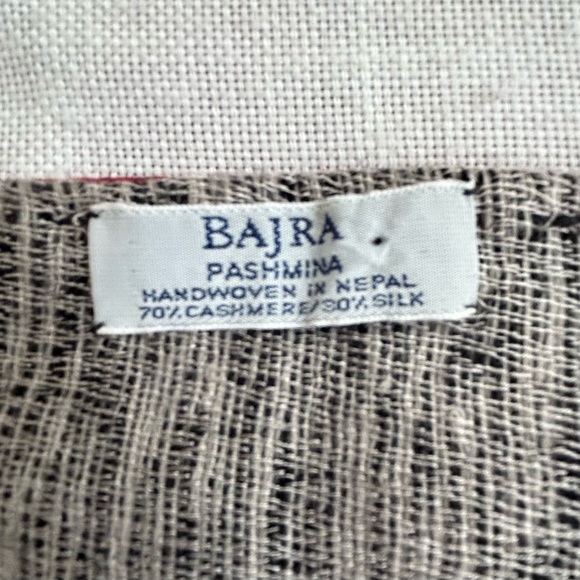 BAJRA
PASHMINA
HANDWOVEN IN NEPAL
70% CASHMERE/30% SILK